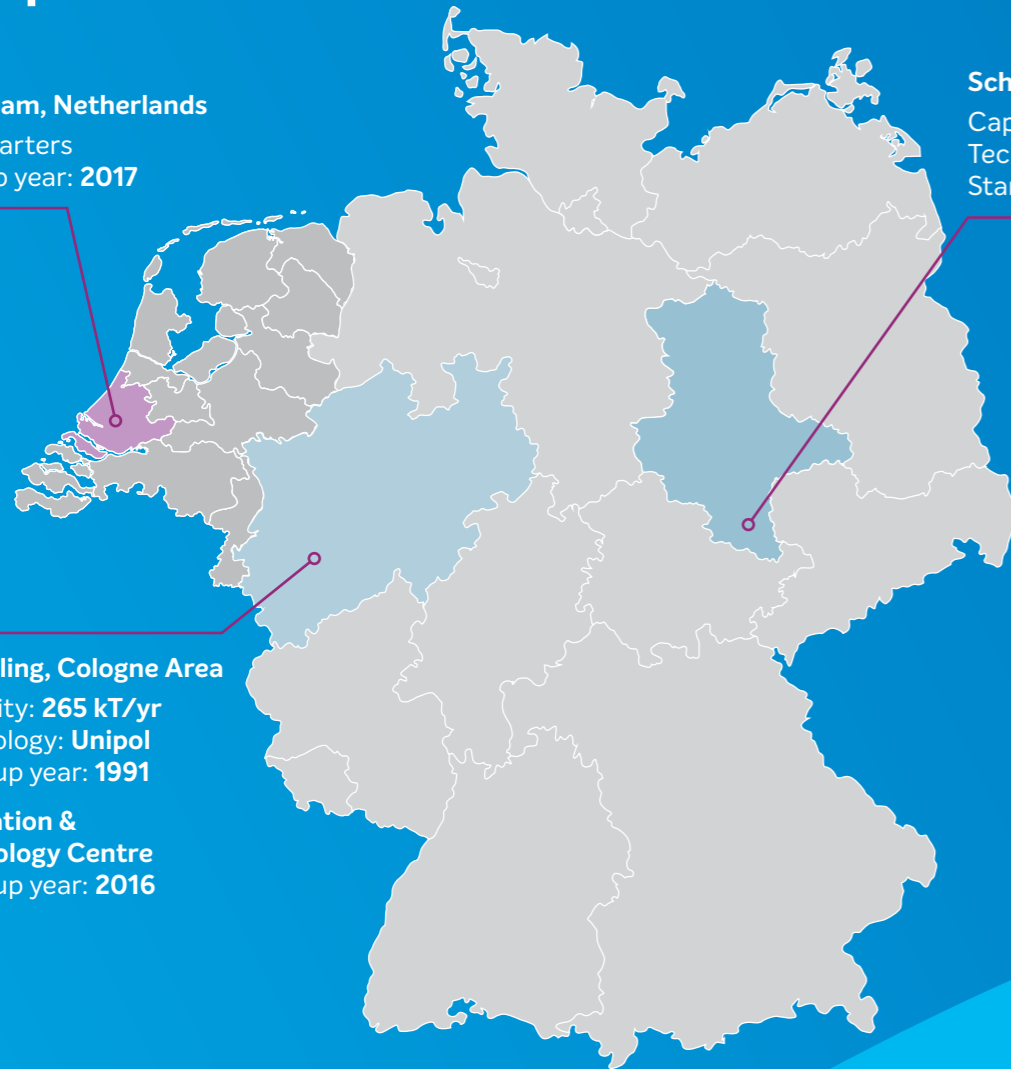 p
am, Netherlands
arters
p year: 2017
Sch
Cap
Tec
Star
ling, Cologne Area
ity: 265 kT/yr
ology: Unipol
up year: 1991
ation &
ology Centre
up year: 2016